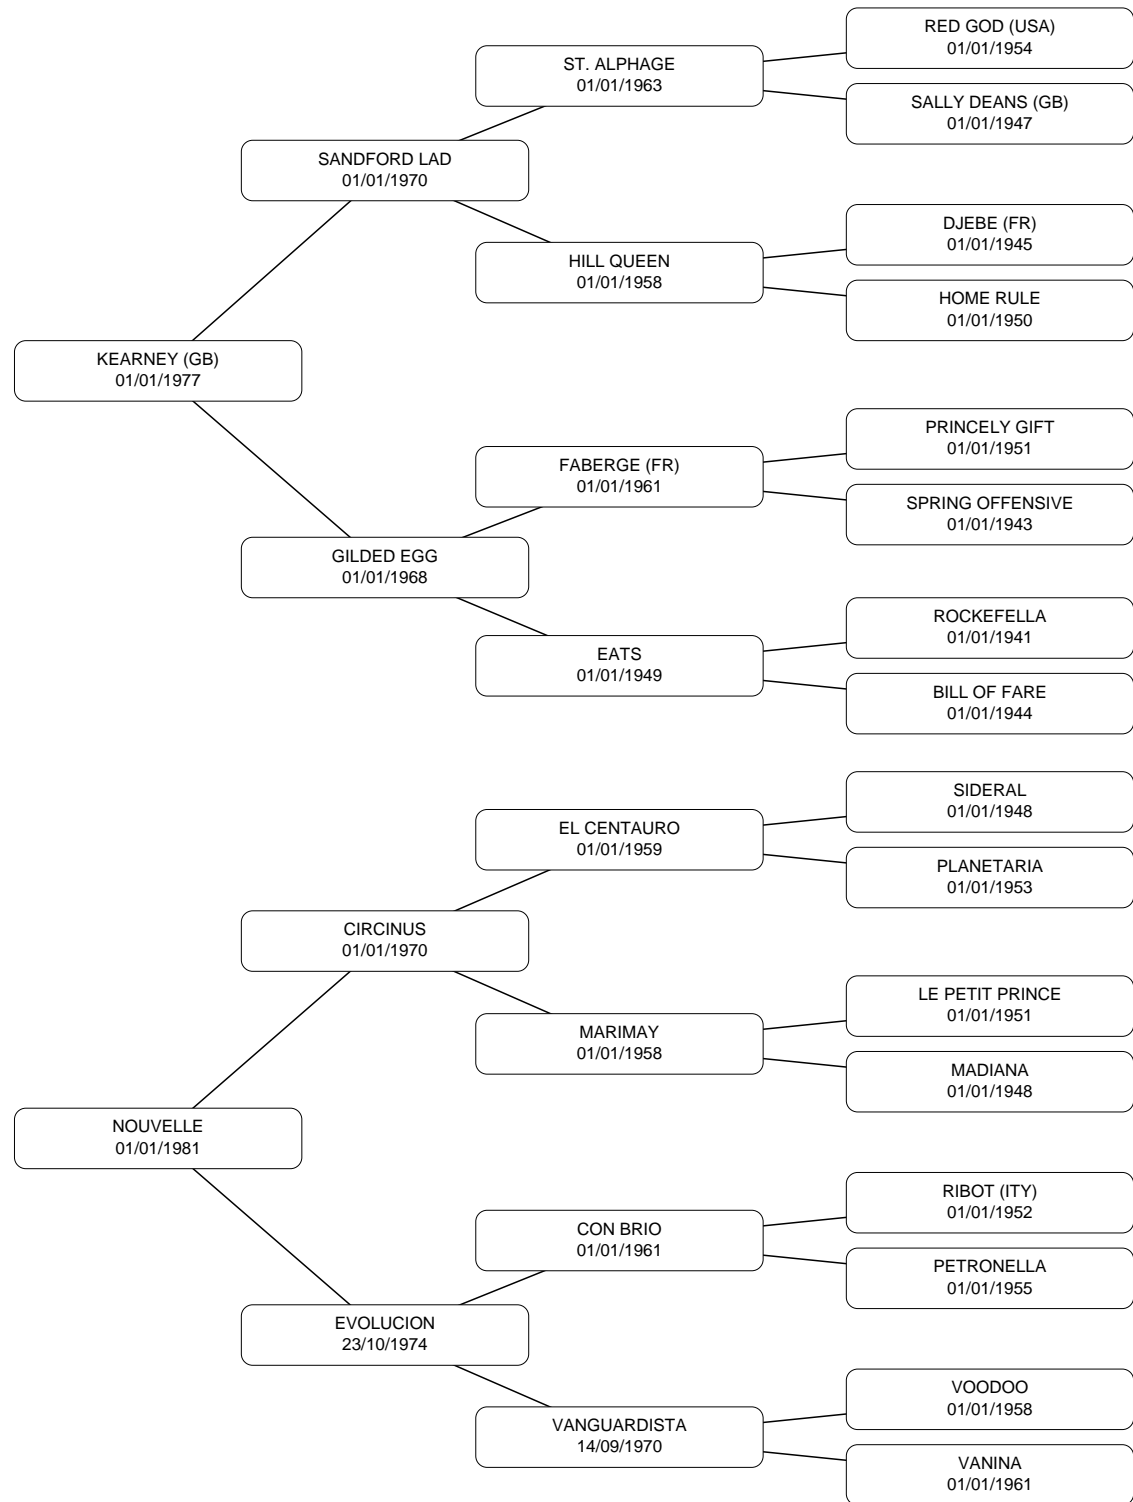 RED GOD (USA)
01/01/1954
ST. ALPHAGE
01/01/1963
SALLY DEANS (GB)
01/01/1947
SANDFORD LAD
01/01/1970
DJEBE (FR)
01/01/1945
HILL QUEEN
01/01/1958
HOME RULE
01/01/1950
KEARNEY (GB)
01/01/1977
PRINCELY GIFT
01/01/1951
FABERGE (FR)
01/01/1961
SPRING OFFENSIVE
01/01/1943
GILDED EGG
01/01/1968
ROCKEFELLA
01/01/1941
EATS
01/01/1949
BILL OF FARE
01/01/1944
SIDERAL
01/01/1948
EL CENTAURO
01/01/1959
PLANETARIA
01/01/1953
CIRCINUS
01/01/1970
LE PETIT PRINCE
01/01/1951
MARIMAY
01/01/1958
MADIANA
01/01/1948
NOUVELLE
01/01/1981
RIBOT (ITY)
01/01/1952
CON BRIO
01/01/1961
PETRONELLA
01/01/1955
EVOLUCION
23/10/1974
VOODOO
01/01/1958
VANGUARDISTA
14/09/1970
VANINA
01/01/1961